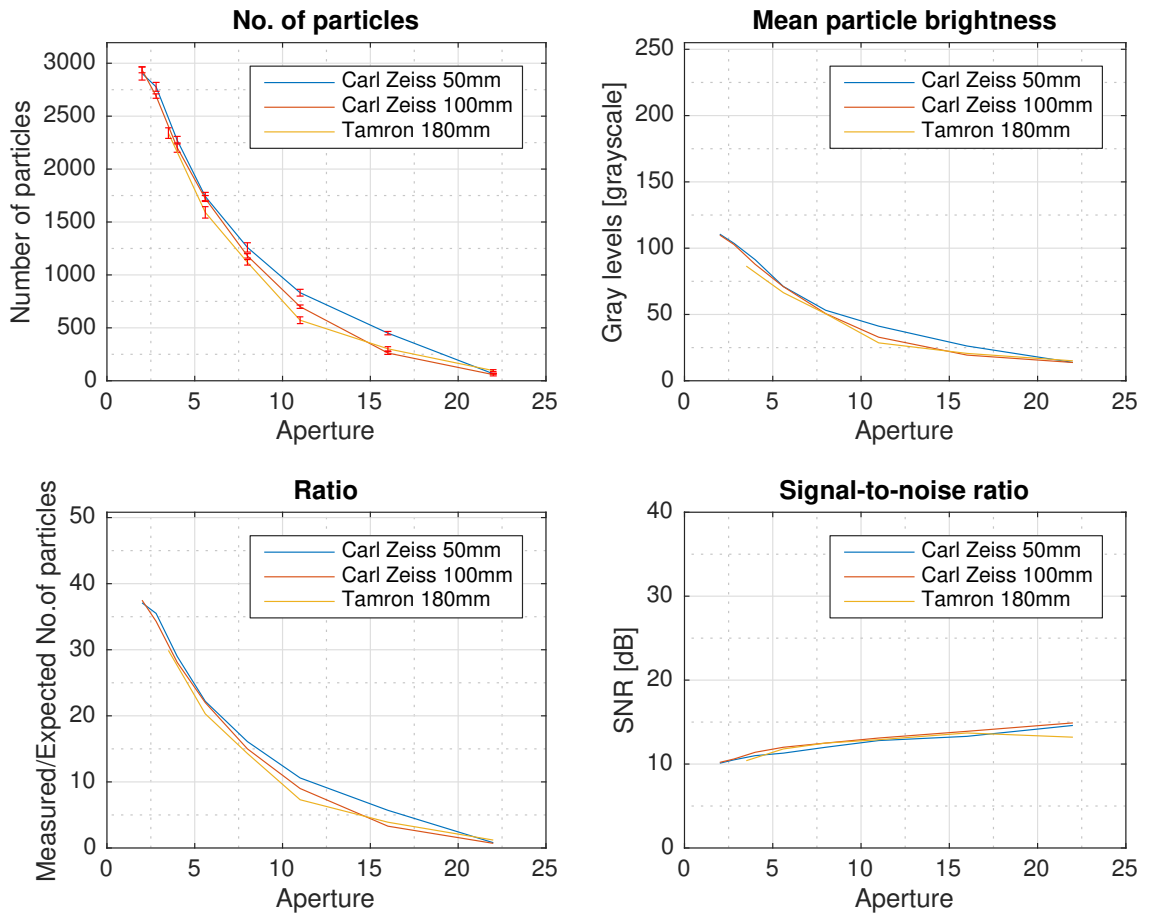 No. of particles
Number of particles
3000
2500
2000
1500
1000
500
0
0 5 10 15 20 25
Aperture
Carl Zeiss 50mm
Carl Zeiss 100mm
Tamron 180mm
Mean particle brightness
Gray levels [grayscale]
250
200
150
100
50
0
0 5 10 15 20 25
Aperture
Carl Zeiss 50mm
Carl Zeiss 100mm
Tamron 180mm
Ratio
Measured/Expected No.of particles
50
40
30
20
10
0
0 5 10 15 20 25
Aperture
Carl Zeiss 50mm
Carl Zeiss 100mm
Tamron 180mm
Signal-to-noise ratio
SNR [dB]
40
30
20
10
0
0 5 10 15 20 25
Aperture
Carl Zeiss 50mm
Carl Zeiss 100mm
Tamron 180mm